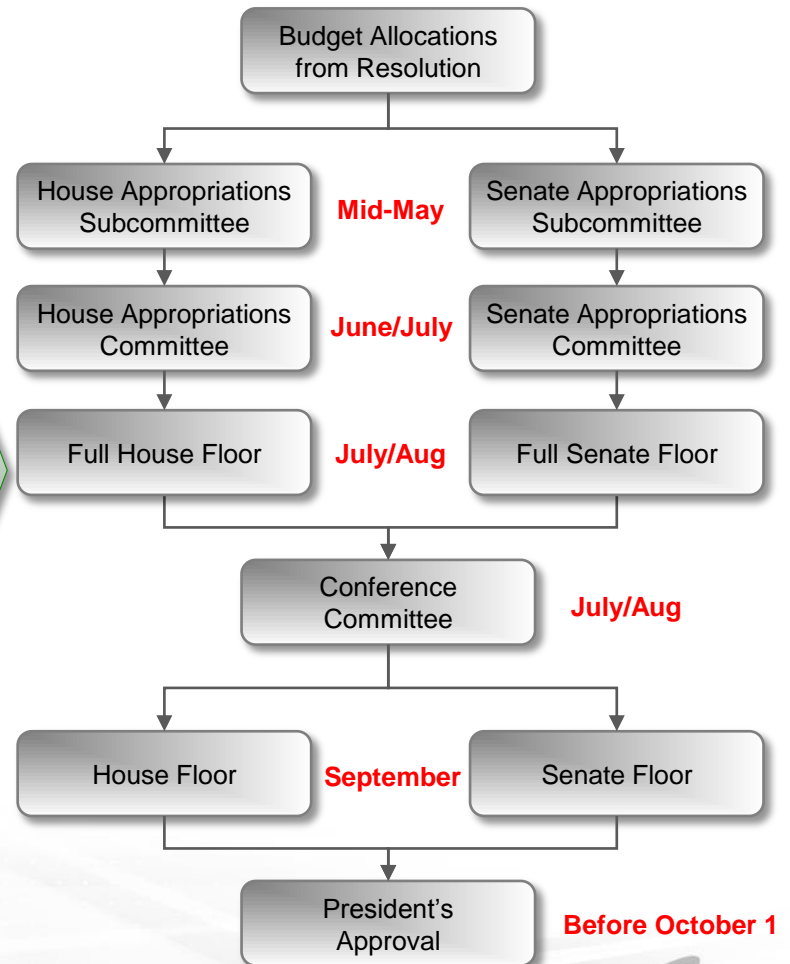 Budget Allocations
from Resolution
House Appropriations
Subcommittee
Mid-May
Senate Appropriations
Subcommittee
House Appropriations
Committee
June/July
Senate Appropriations
Committee
Full House Floor
July/Aug
Full Senate Floor
Conference
Committee
July/Aug
House Floor
September
Senate Floor
President’s
Approval
Before October 1